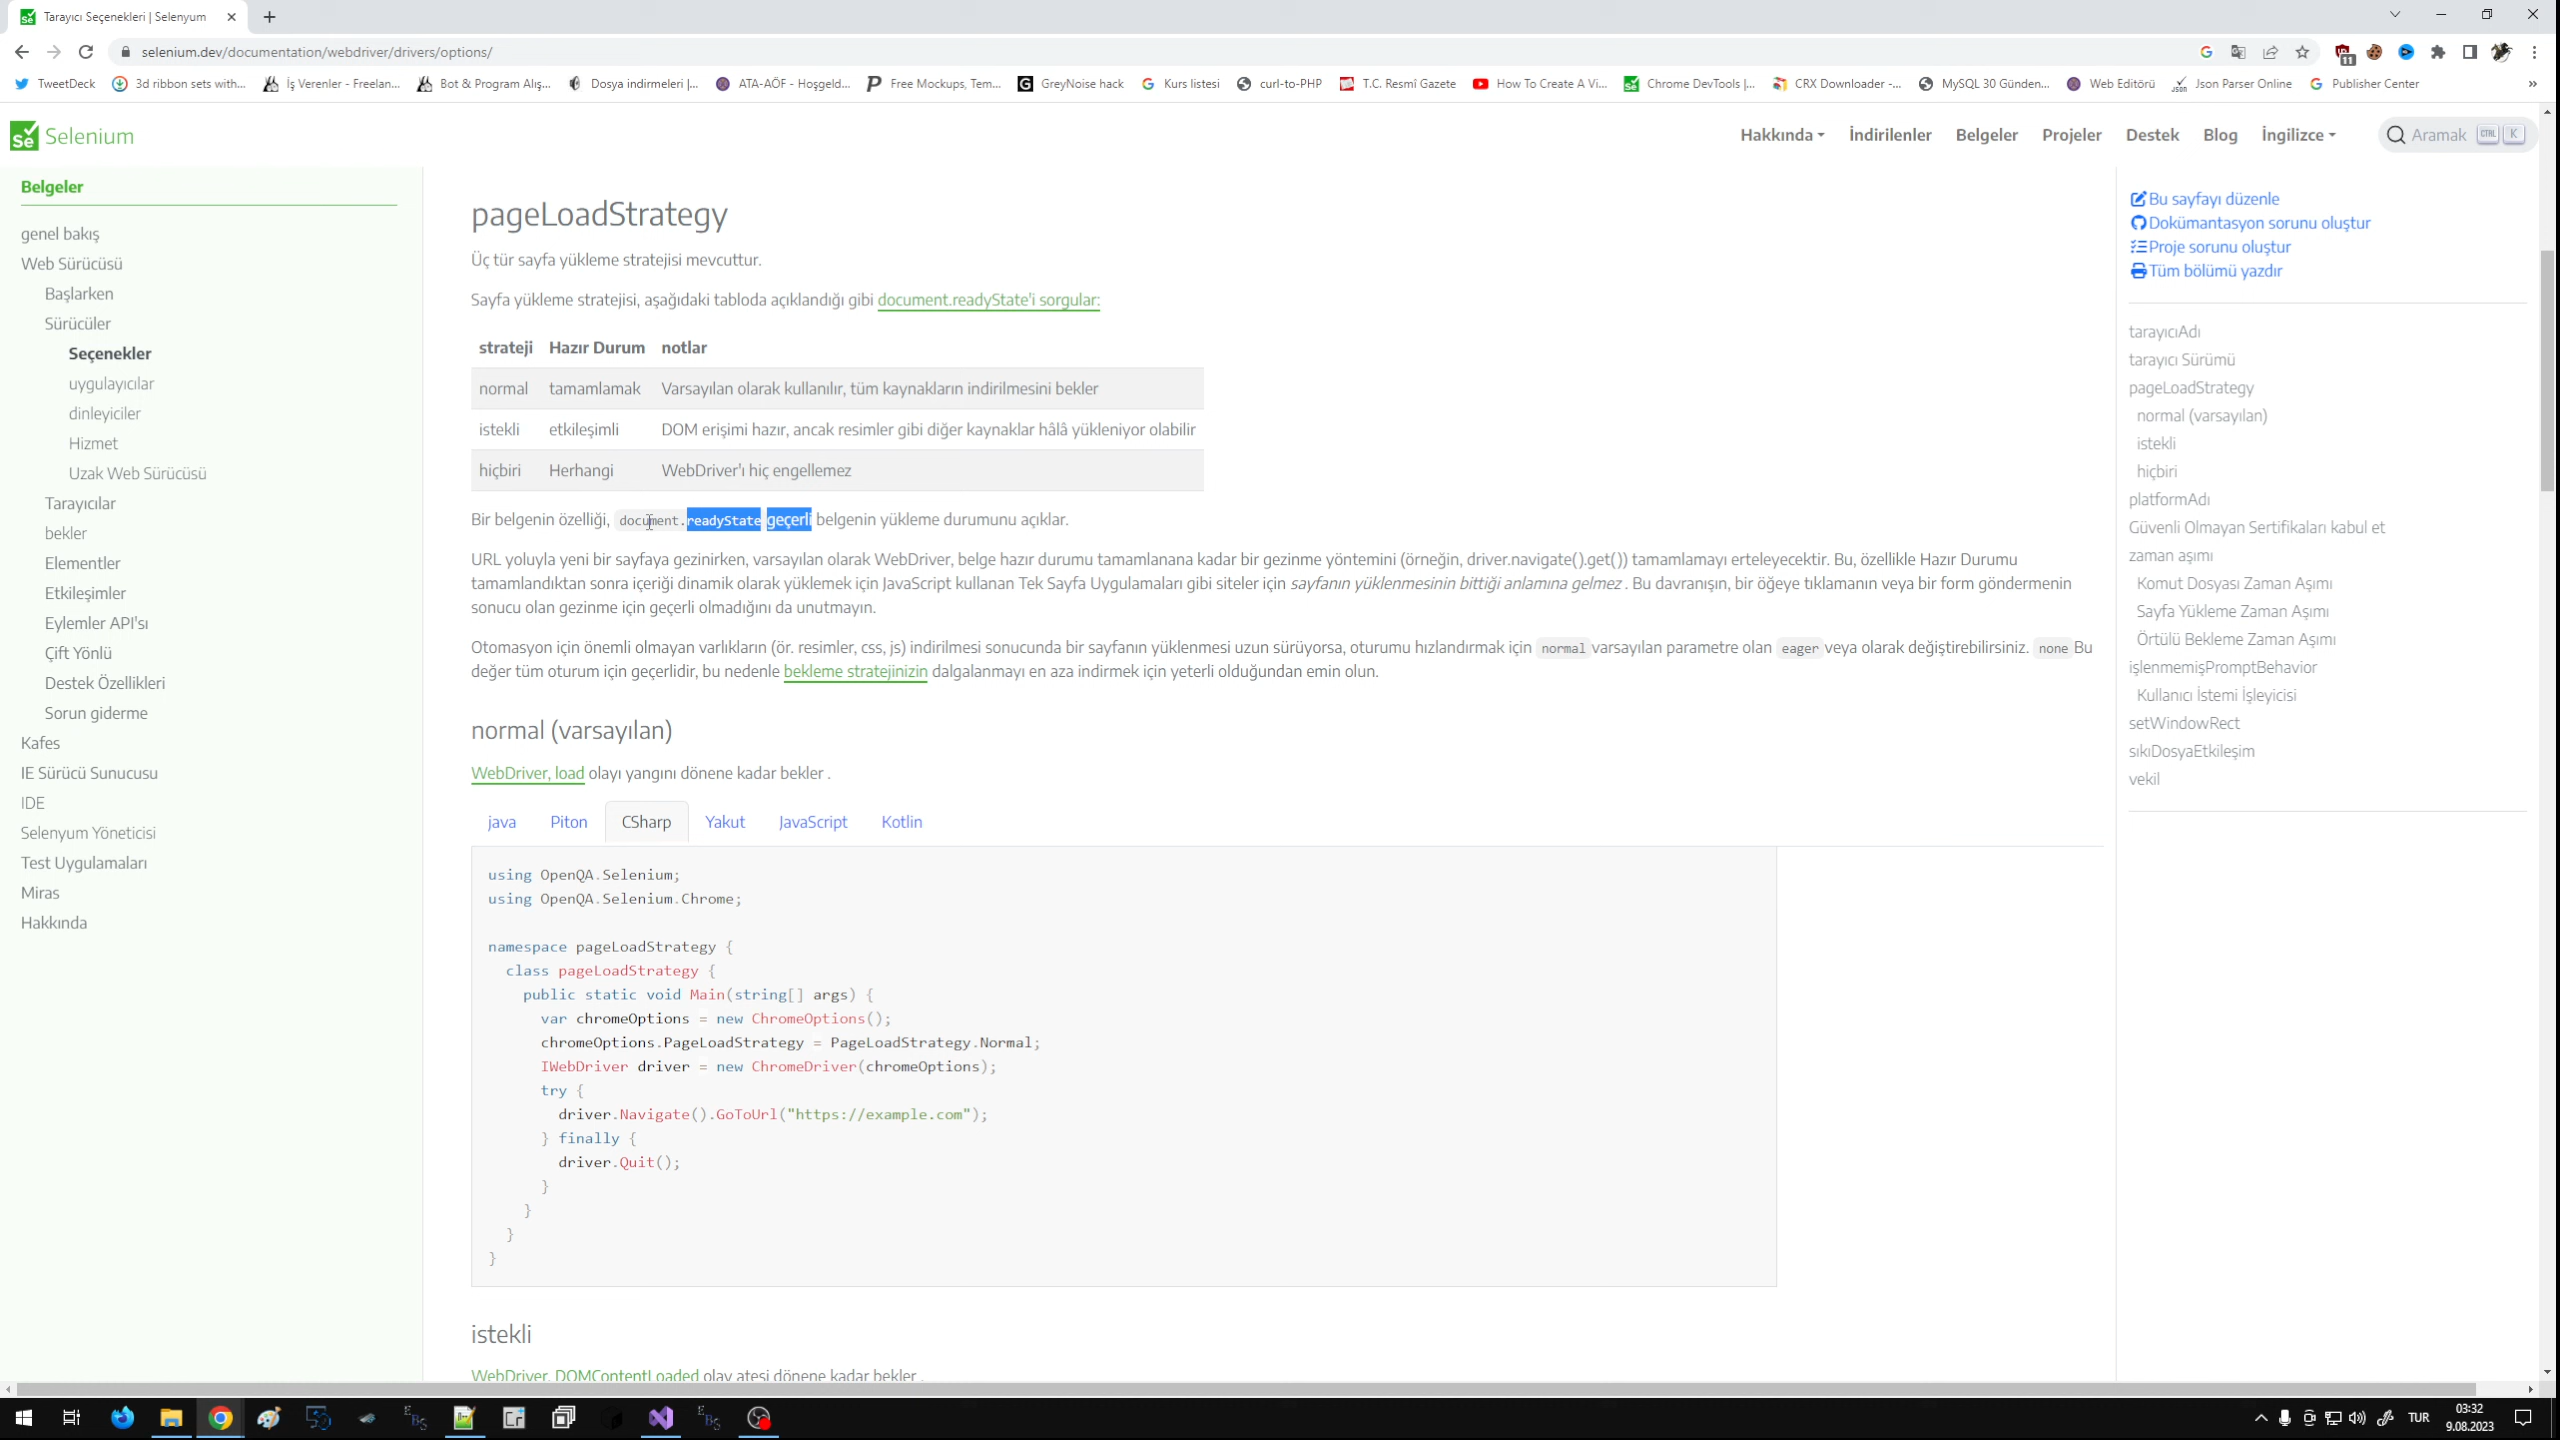 Tarayıcı Seçenekleri | Selenyum
selenium.dev/documentation/webdriver/drivers/options/
11
TweetDeck
3d ribbon sets with...
İş Verenler - Freelan...
Bot & Program Alış...
Dosya indirmeleri |...
ATA-AÖF - Hoşgeld...
Free Mockups, Tem...
GreyNoise hack
Kurs listesi
curl-to-PHP
T.C. Resmî Gazete
How To Create A Vi...
Chrome DevTools |...
CRX Downloader -...
MySQL 30 Günden...
Web Editörü
Json Parser Online
Publisher Center
»
Se Selenium
Hakkında
İndirilenler
Belgeler
Projeler
Destek
Blog
İngilizce
Aramak CTRL K
Belgeler
genel bakış
Web Sürücüsü
Başlarken
Sürücüler
Seçenekler
uygulayıcılar
dinleyiciler
Hizmet
Uzak Web Sürücüsü
Tarayıcılar
bekler
Elementler
Etkileşimler
Eylemler API'sı
Çift Yönlü
Destek Özellikleri
Sorun giderme
Kafes
IE Sürücü Sunucusu
IDE
Selenyum Yöneticisi
Test Uygulamaları
Miras
Hakkında
pageLoadStrategy
Üç tür sayfa yükleme stratejisi mevcuttur.
Sayfa yükleme stratejisi, aşağıdaki tabloda açıklandığı gibi document.readyState'i sorgular:
strateji Hazır Durum notlar
normal tamamlamak Varsayılan olarak kullanılır, tüm kaynakların indirilmesini bekler
istekli etkileşimli DOM erişimi hazır, ancak resimler gibi diğer kaynaklar hâlâ yükleniyor olabilir
hiçbiri Herhangi WebDriver'ı hiç engellemez
Bir belgenin özelliği, document.readyState geçerli belgenin yükleme durumunu açıklar.
URL yoluyla yeni bir sayfaya gezinirken, varsayılan olarak WebDriver, belge hazır durumu tamamlanana kadar bir gezinme yöntemini (örneğin, driver.navigate().get()) tamamlamayı erteleyecektir. Bu, özellikle Hazır Durumu
tamamlandıktan sonra içeriği dinamik olarak yüklemek için JavaScript kullanan Tek Sayfa Uygulamaları gibi siteler için sayfanın yüklenmesinin bittiği anlamına gelmez . Bu davranışın, bir öğeye tıklamanın veya bir form göndermenin
sonucu olan gezinme için geçerli olmadığını da unutmayın.
Otomasyon için önemli olmayan varlıkların (ör. resimler, css, js) indirilmesi sonucunda bir sayfanın yüklenmesi uzun sürüyorsa, oturumu hızlandırmak için normal varsayılan parametre olan eager veya olarak değiştirebilirsiniz. none Bu
değer tüm oturum için geçerlidir, bu nedenle bekleme stratejinizin dalgalanmayı en aza indirmek için yeterli olduğundan emin olun.
normal (varsayılan)
WebDriver, load olayı yangını dönene kadar bekler .
java Piton CSharp Yakut JavaScript Kotlin
using OpenQA.Selenium;
using OpenQA.Selenium.Chrome;
namespace pageLoadStrategy {
class pageLoadStrategy {
public static void Main(string[] args) {
var chromeOptions = new ChromeOptions();
chromeOptions.PageLoadStrategy = PageLoadStrategy.Normal;
IWebDriver driver = new ChromeDriver(chromeOptions);
try {
driver.Navigate().GoToUrl("https://example.com");
} finally {
driver.Quit();
}
}
}
}
istekli
WebDriver, DOMContentLoaded olay ateşi dönene kadar bekler .
Bu sayfayı düzenle
Dokümantasyon sorunu oluştur
Proje sorunu oluştur
Tüm bölümü yazdır
tarayıcıAdı
tarayıcı Sürümü
pageLoadStrategy
normal (varsayılan)
istekli
hiçbiri
platformAdı
Güvenli Olmayan Sertifikaları kabul et
zaman aşımı
Komut Dosyası Zaman Aşımı
Sayfa Yükleme Zaman Aşımı
Örtülü Bekleme Zaman Aşımı
işlenmemişPromptBehavior
Kullanıcı İstemi İşleyicisi
setWindowRect
sıkıDosyaEtkileşim
vekil
TUR
03:32
9.08.2023